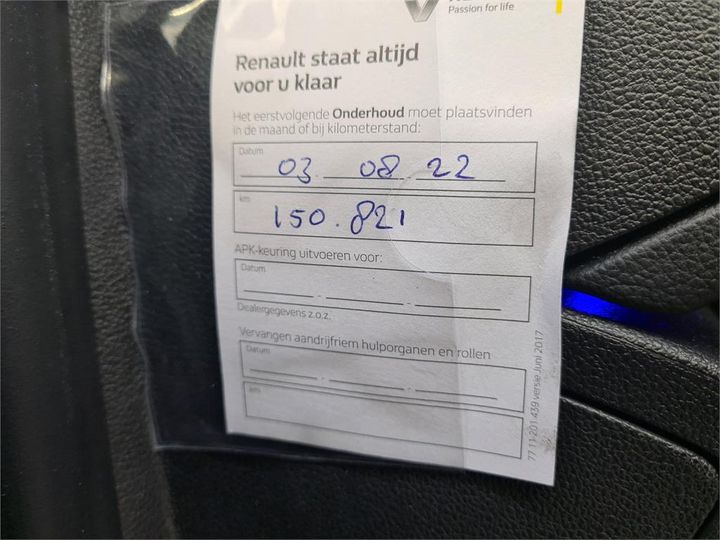 Passion for life
Renault staat altijd
voor u klaar
Het eerstvolgende Onderhoud moet plaatsvinden
in de maand of bij kilometerstand:
Datum
03 08 22
km
150.821
APK-keuring uitvoeren voor:
Datum
Dealergegevens z.o.z.
Vervangen aandrijfriem hulporganen en rollen
Datum
km
77 11 201 439 versie Juni 2017